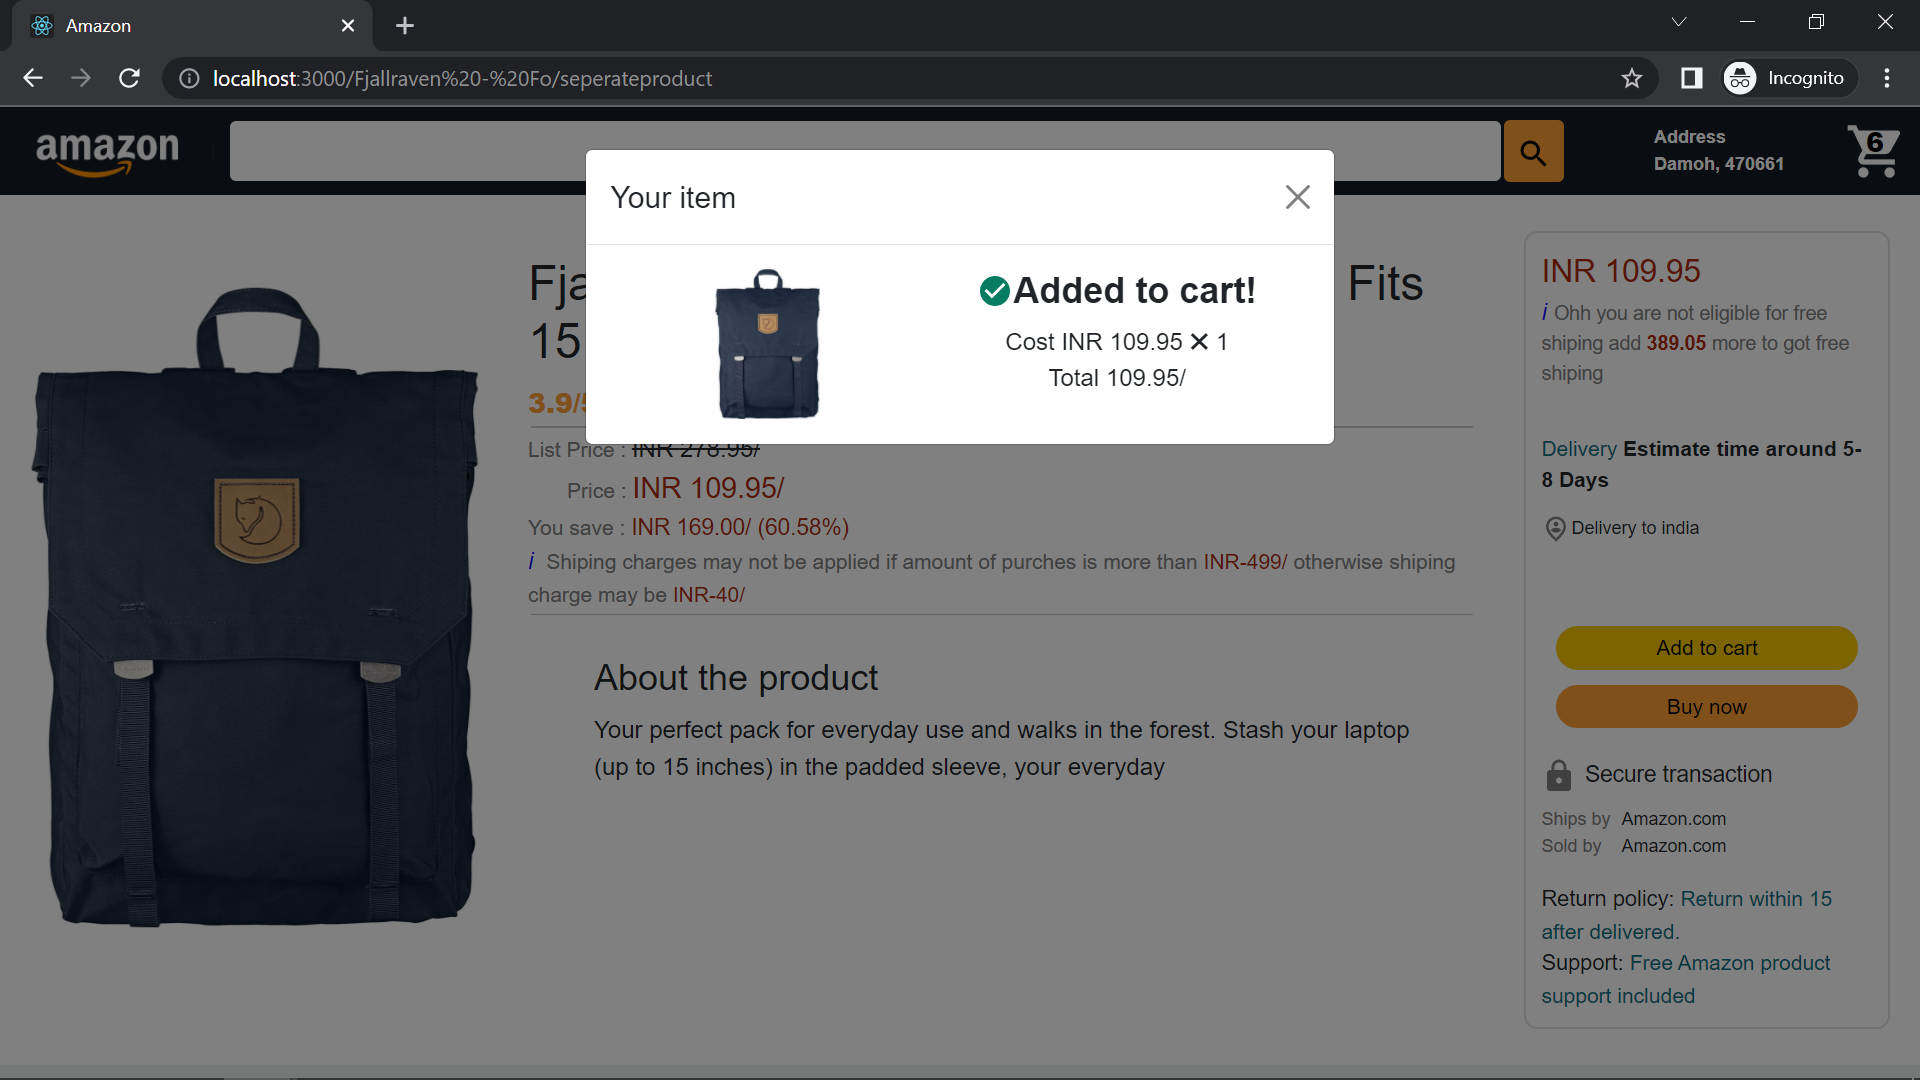 Amazon
localhost:3000/Fjallraven%20-%20Fo/seperateproduct
Incognito
amazon
Address
Damoh, 470661
6
Your item
Added to cart!
Cost INR 109.95 ✕ 1
Total 109.95/
Fits
15
3.9/
List Price : INR 278.95/
Price : INR 109.95/
You save : INR 169.00/ (60.58%)
i Shiping charges may not be applied if amount of purches is more than INR-499/ otherwise shiping
charge may be INR-40/
About the product
Your perfect pack for everyday use and walks in the forest. Stash your laptop
(up to 15 inches) in the padded sleeve, your everyday
INR 109.95
i Ohh you are not eligible for free
shiping add 389.05 more to got free
shiping
Delivery Estimate time around 5-
8 Days
Delivery to india
Add to cart
Buy now
Secure transaction
Ships by Amazon.com
Sold by Amazon.com
Return policy: Return within 15
after delivered.
Support: Free Amazon product
support included